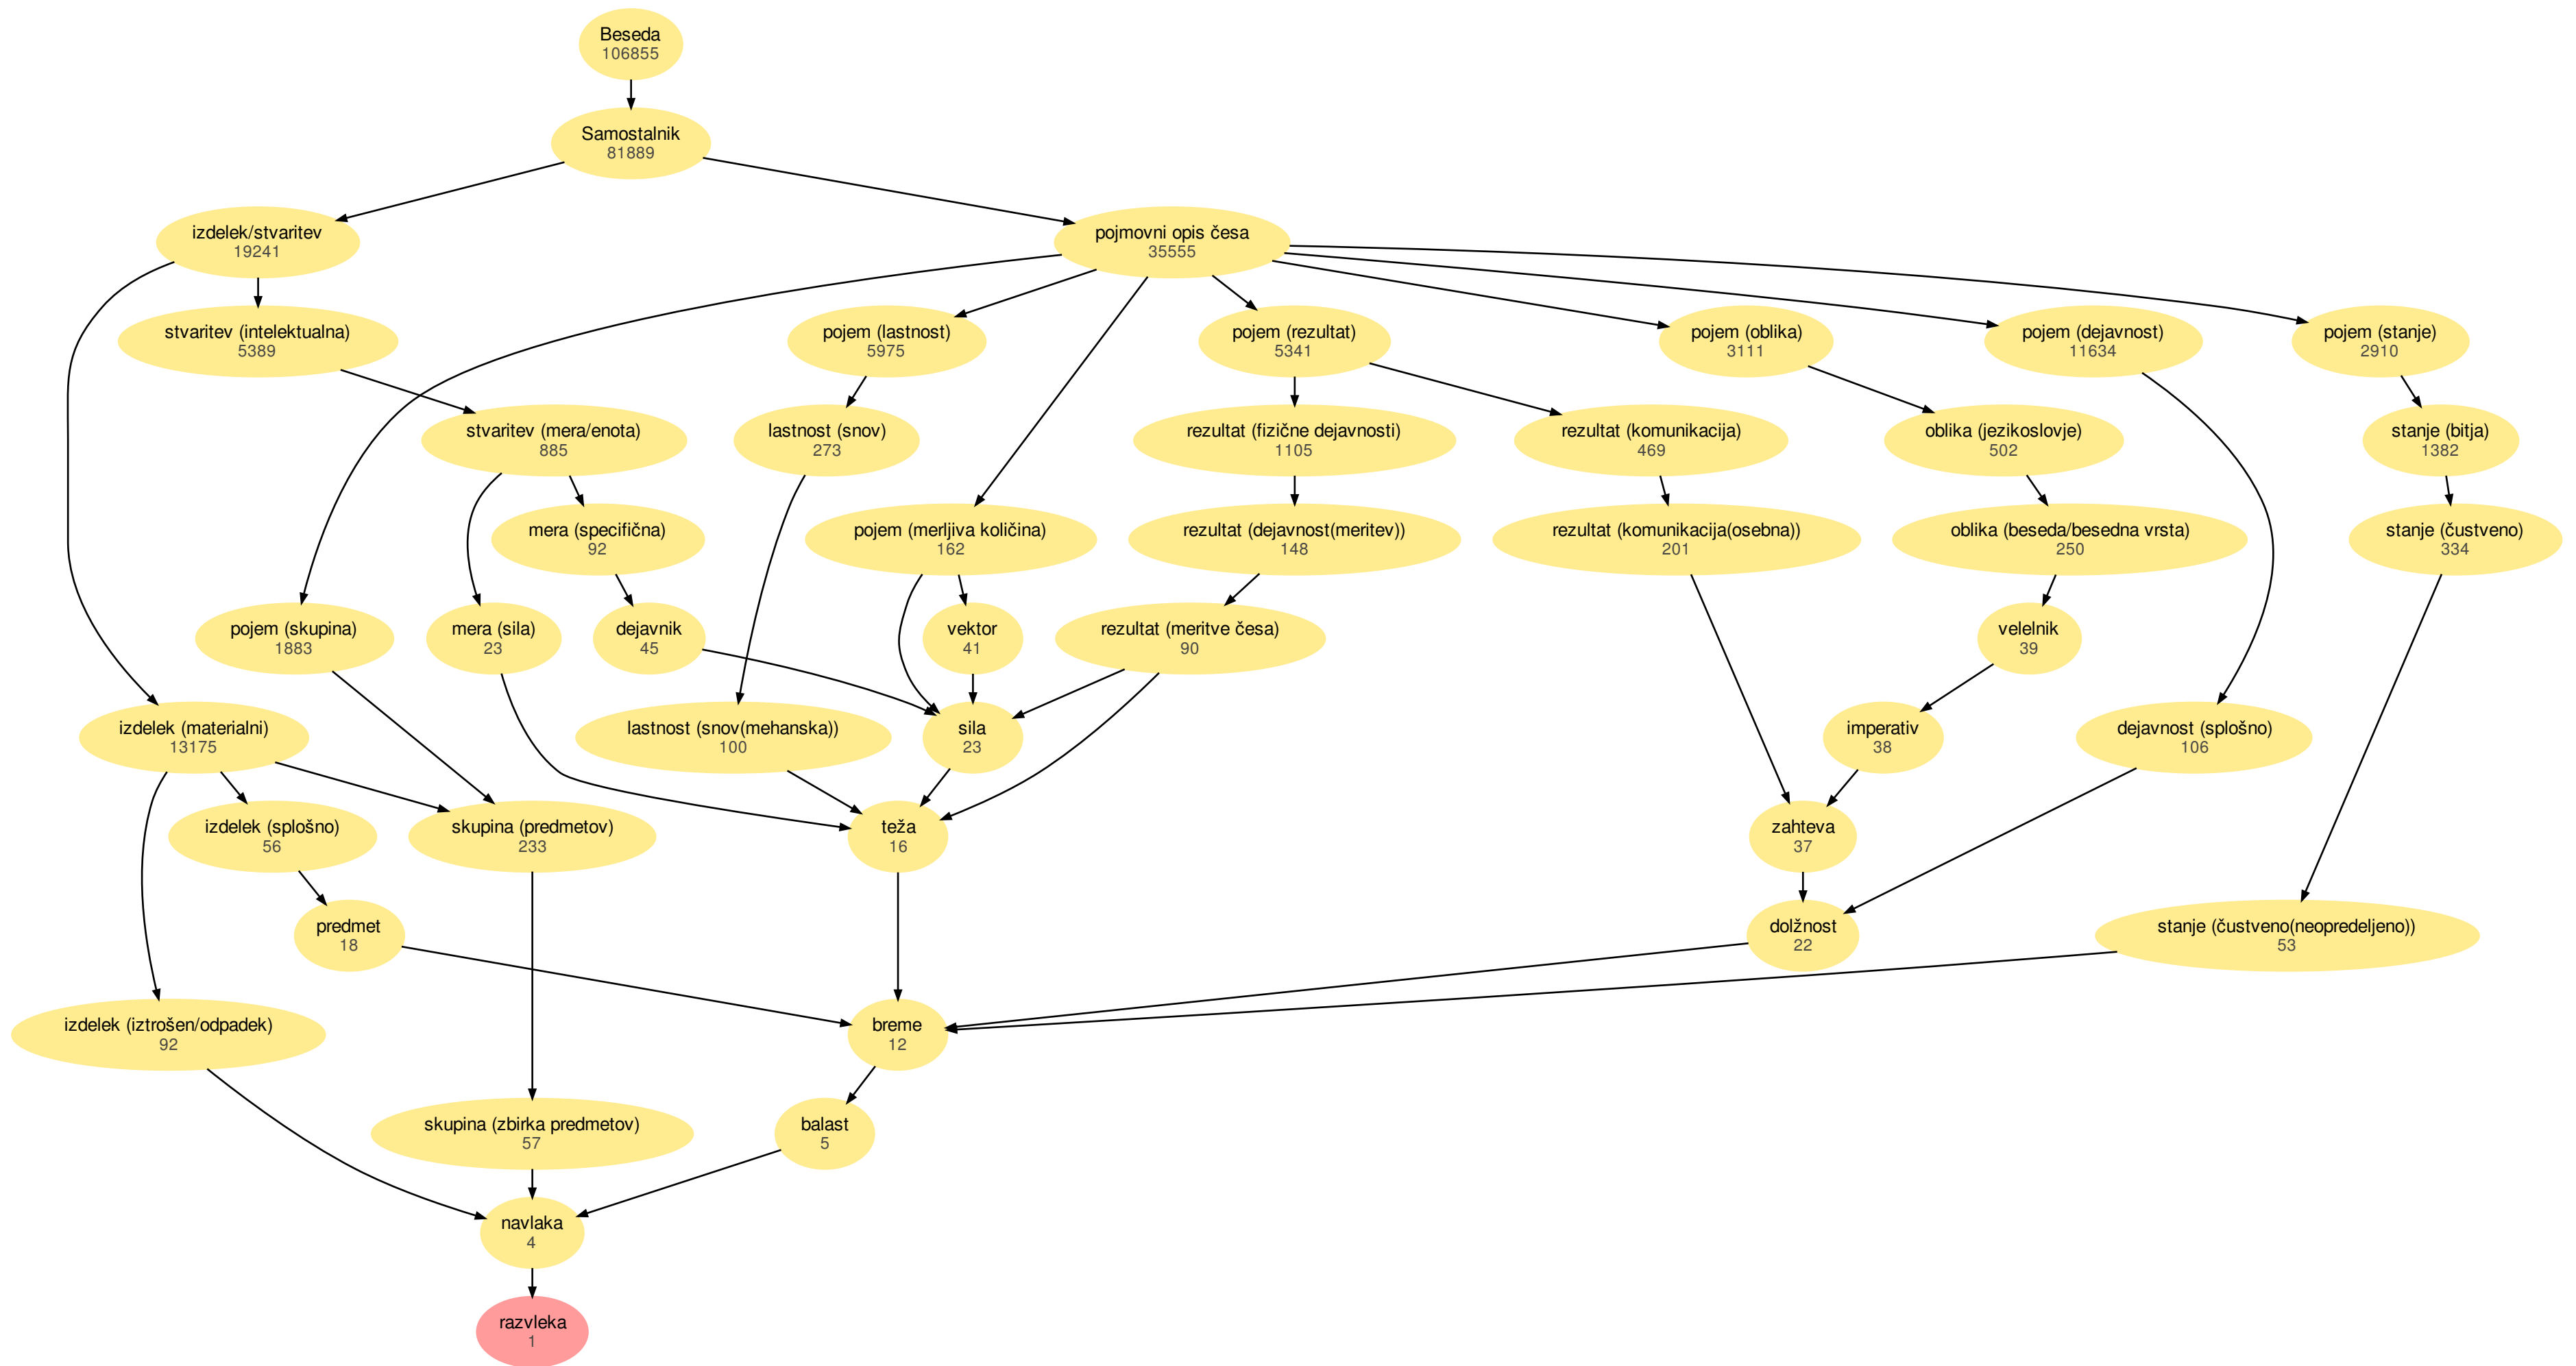 Beseda
106855
Samostalnik
81889
izdelek/stvaritev
19241
pojmovni opis česa
35555
stvaritev (intelektualna)
5389
pojem (lastnost)
5975
pojem (rezultat)
5341
pojem (oblika)
3111
pojem (dejavnost)
11634
pojem (stanje)
2910
stvaritev (mera/enota)
885
lastnost (snov)
273
rezultat (fizične dejavnosti)
1105
rezultat (komunikacija)
469
oblika (jezikoslovje)
502
stanje (bitja)
1382
mera (specifična)
92
pojem (merljiva količina)
162
rezultat (dejavnost(meritev))
148
rezultat (komunikacija(osebna))
201
oblika (beseda/besedna vrsta)
250
stanje (čustveno)
334
pojem (skupina)
1883
mera (sila)
23
dejavnik
45
vektor
41
rezultat (meritve česa)
90
velelnik
39
izdelek (materialni)
13175
lastnost (snov(mehanska))
100
sila
23
imperativ
38
dejavnost (splošno)
106
izdelek (splošno)
56
skupina (predmetov)
233
teža
16
zahteva
37
predmet
18
dolžnost
22
stanje (čustveno(neopredeljeno))
53
izdelek (iztrošen/odpadek)
92
breme
12
skupina (zbirka predmetov)
57
balast
5
navlaka
4
razvleka
1